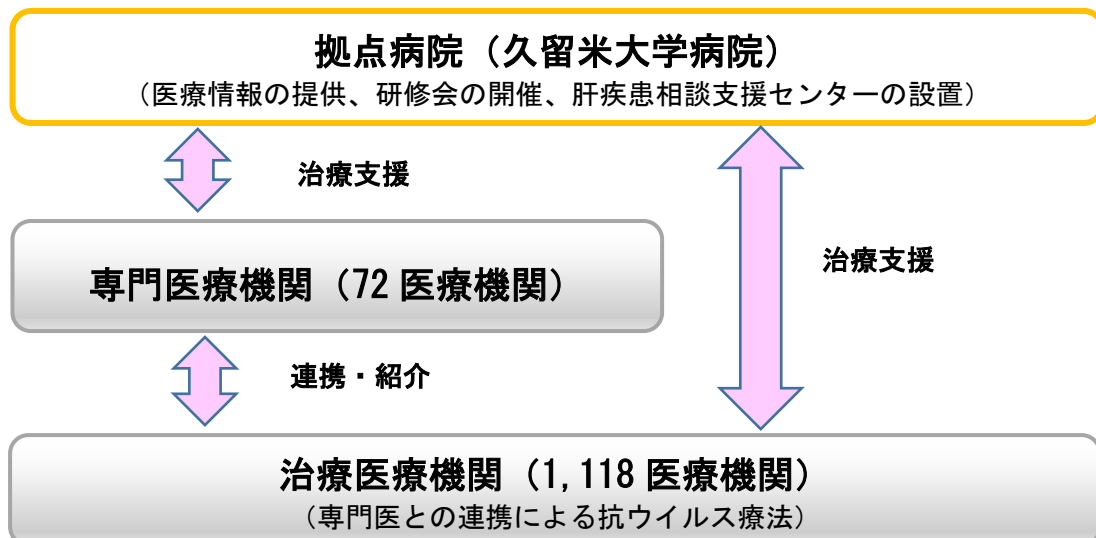 拠点病院（久留米大学病院）
（医療情報の提供、研修会の開催、肝疾患相談支援センターの設置）
治療支援
専門医療機関（72 医療機関）
治療支援
連携・紹介
治療医療機関（1,118 医療機関）
（専門医との連携による抗ウイルス療法）